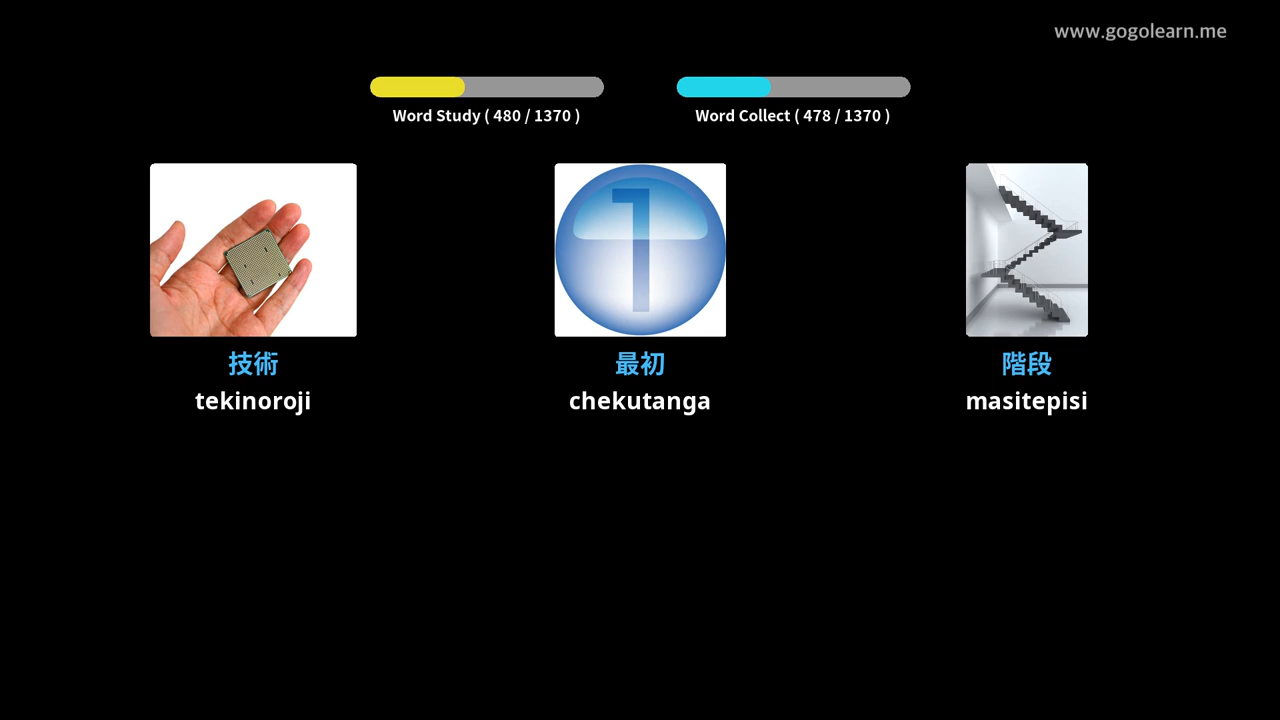 www.gogolearn.me
Word Study ( 480 / 1370 )
Word Collect ( 478 / 1370 )
1
技術
tekinoroji
最初
chekutanga
階段
masitepisi